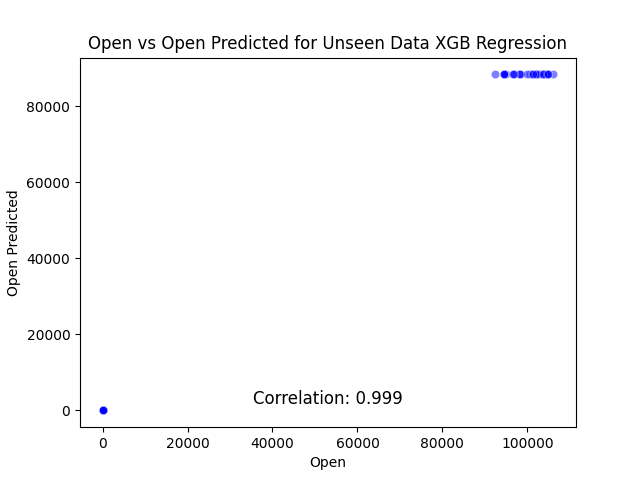 Open vs Open Predicted for Unseen Data XGB Regression
80000
60000
40000
20000
0
Open Predicted
Correlation: 0.999
0 20000 40000 60000 80000 100000
Open